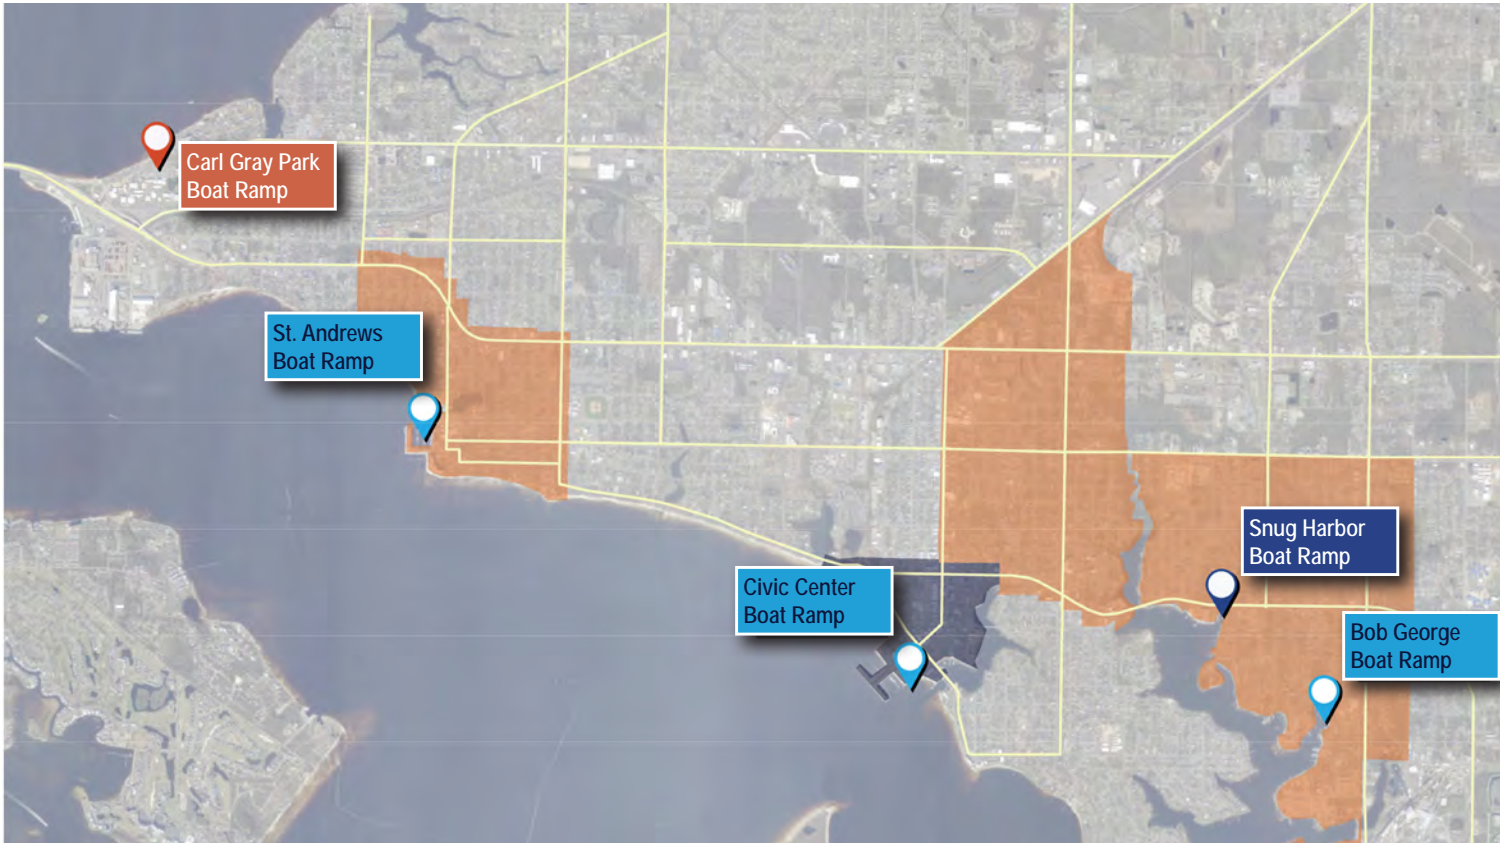 Carl Gray Park
Boat Ramp
St. Andrews
Boat Ramp
Snug Harbor
Boat Ramp
Civic Center
Boat Ramp
Bob George
Boat Ramp